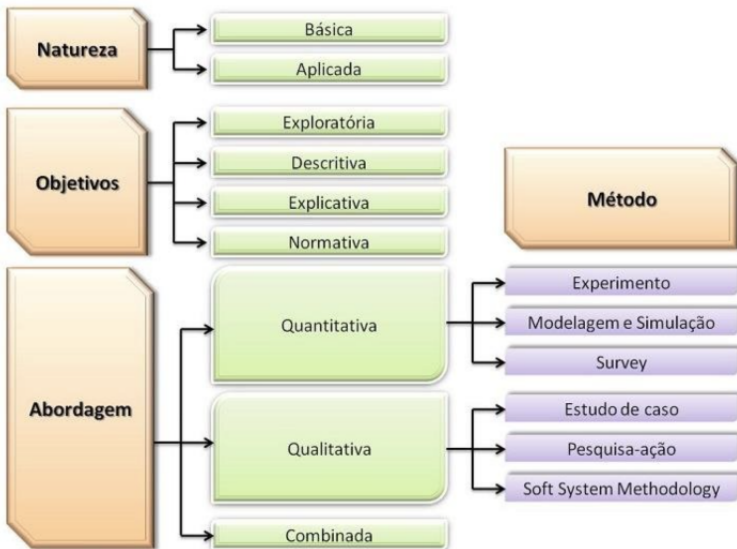 Natureza
Básica
Aplicada
Objetivos
Exploratória
Descritiva
Explicativa
Normativa
Método
Abordagem
Quantitativa
Experimento
Modelagem e Simulação
Survey
Qualitativa
Estudo de caso
Pesquisa-ação
Soft System Methodology
Combinada